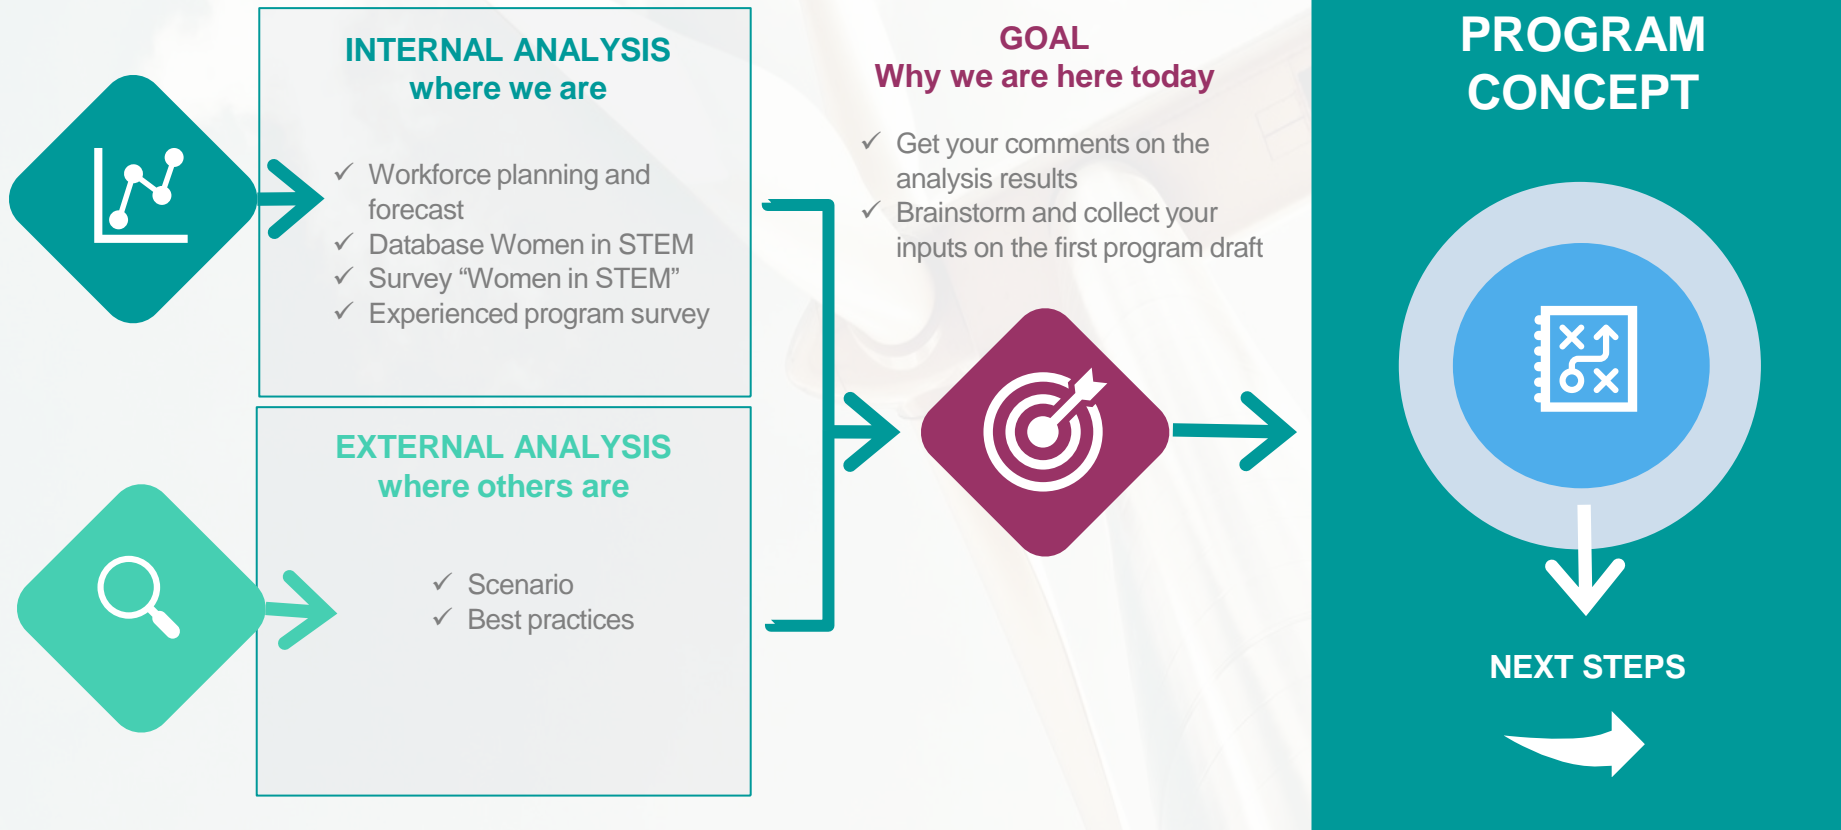 INTERNAL ANALYSIS
where we are
✓ Workforce planning and
forecast
✓ Database Women in STEM
✓ Survey “Women in STEM”
✓ Experienced program survey
EXTERNAL ANALYSIS
where others are
✓ Scenario
✓ Best practices
GOAL
Why we are here today
✓ Get your comments on the
analysis results
✓ Brainstorm and collect your
inputs on the first program draft
PROGRAM
CONCEPT
NEXT STEPS